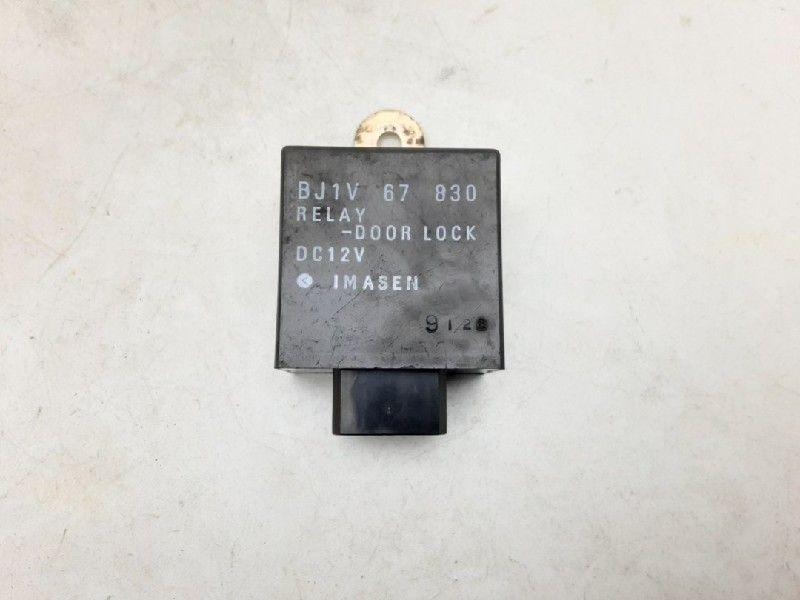 BJ1V 67 830
RELAY
-DOOR LOCK
DC12V
IMASEN
9128